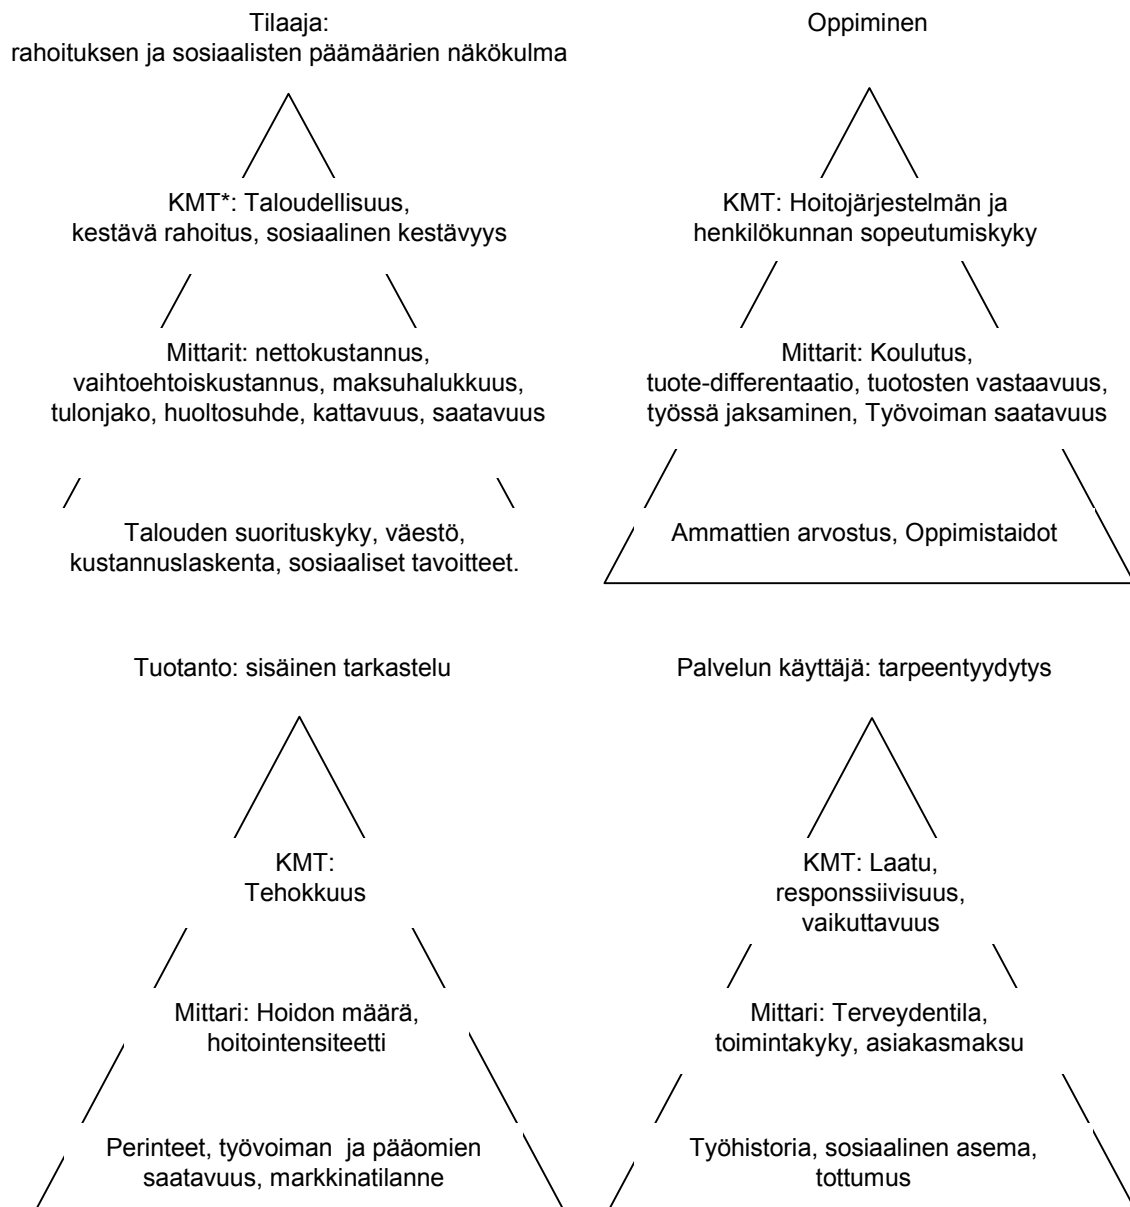 Tilaaja:
rahoituksen ja sosiaalisten päämäärien näkökulma
KMT*: Taloudellisuus,
kestävä rahoitus, sosiaalinen kestävyys
Mittarit: nettokustannus,
vaihtoehtoiskustannus, maksuhalukkuus,
tulonjako, huoltosuhde, kattavuus, saatavuus
Talouden suorituskyky, väestö,
kustannuslaskenta, sosiaaliset tavoitteet.
Oppiminen
KMT: Hoitojärjestelmän ja
henkilökunnan sopeutumiskyky
Mittarit: Koulutus,
tuote-differentaatio, tuotosten vastaavuus,
työssä jaksaminen, Työvoiman saatavuus
Ammattien arvostus, Oppimistaidot
Tuotanto: sisäinen tarkastelu
KMT:
Tehokkuus
Mittari: Hoidon määrä,
hoitointensiteetti
Perinteet, työvoiman ja pääomien
saatavuus, markkinatilanne
Palvelun käyttäjä: tarpeentyydytys
KMT: Laatu,
responssiivisuus,
vaikuttavuus
Mittari: Terveydentila,
toimintakyky, asiakasmaksu
Työhistoria, sosiaalinen asema,
tottumus